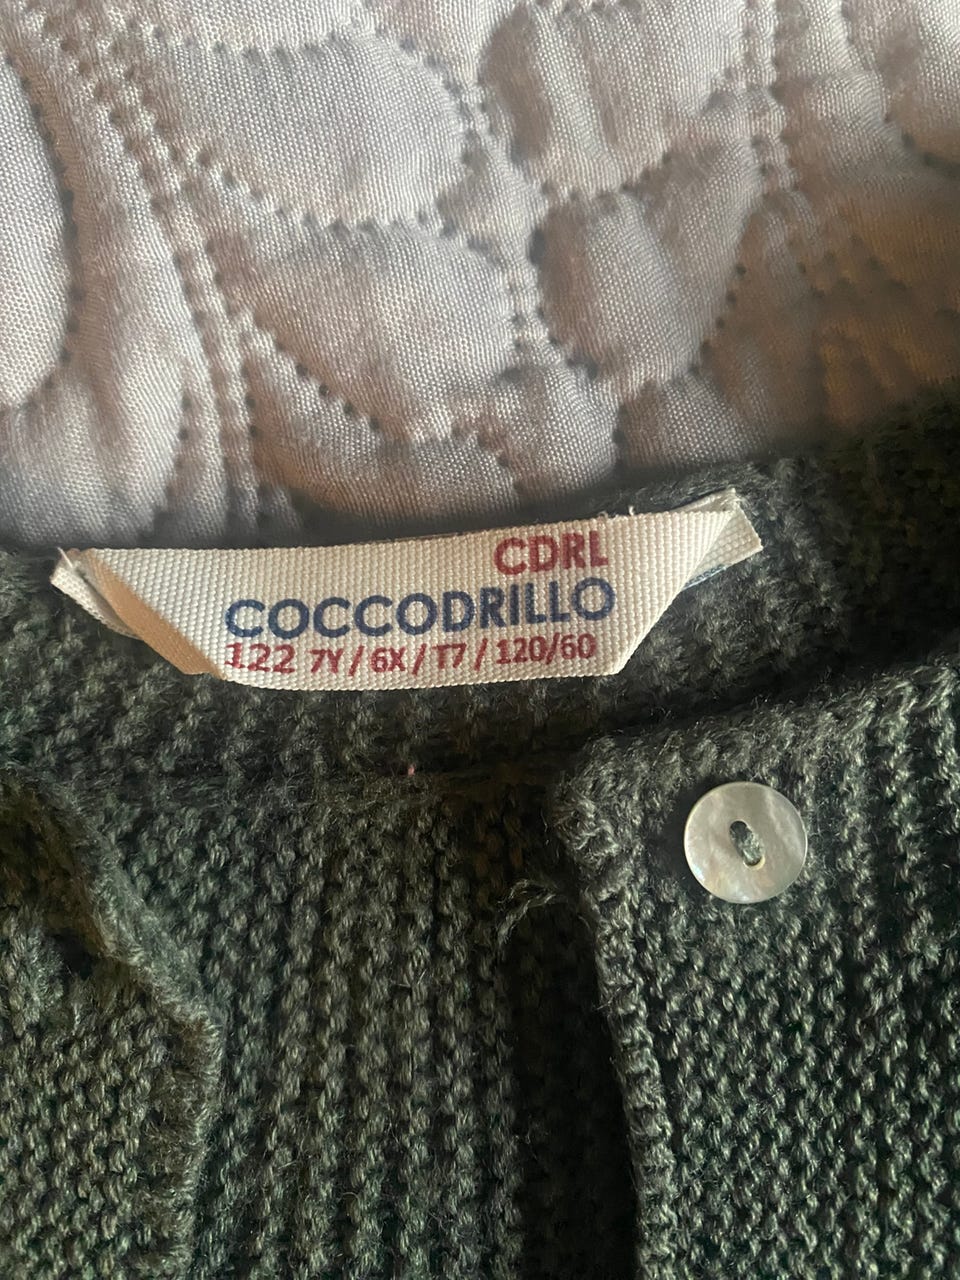 CDRL
COCCODRILLO
122 7Y / 6X / T7 / 120/60